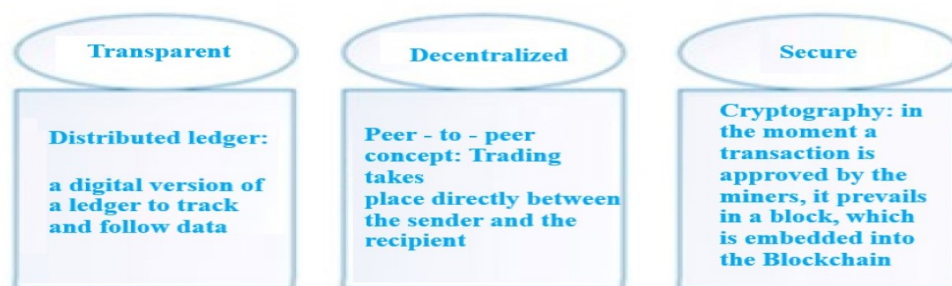 Transparent
Distributed ledger:
a digital version of
a ledger to track
and follow data
Decentralized
Peer - to - peer
concept: Trading
takes
place directly between
the sender and the
recipient
Secure
Cryptography: in
the moment a
transaction is
approved by the
miners, it prevails
in a block, which
is embedded into
the Blockchain